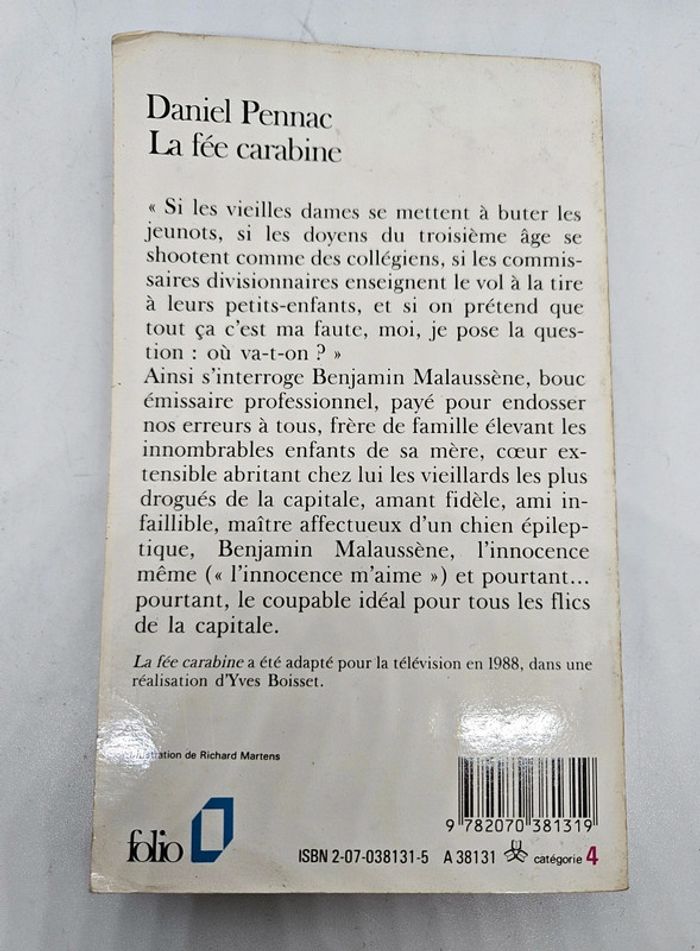 Daniel Pennac
La fée carabine
« Si les vieilles dames se mettent à buter les
jeunots, si les doyens du troisième âge se
shootent comme des collégiens, si les commis-
saires divisionnaires enseignent le vol à la tire
à leurs petits-enfants, et si on prétend que
tout ça c'est ma faute, moi, je pose la ques-
tion : où va-t-on ? »
Ainsi s'interroge Benjamin Malaussène, bouc
émissaire professionnel, payé pour endosser
nos erreurs à tous, frère de famille élevant les
innombrables enfants de sa mère, cœur ex-
tensible abritant chez lui les vieillards les plus
drogués de la capitale, amant fidèle, ami in-
faillible, maître affectueux d'un chien épilep-
tique, Benjamin Malaussène, l'innocence
même (« l'innocence m'aime ») et pourtant...
pourtant, le coupable idéal pour tous les flics
de la capitale.
La fée carabine a été adapté pour la télévision en 1988, dans une
réalisation d'Yves Boisset.
Illustration de Richard Martens
9 782070 381319
folio
ISBN 2-07-038131-5 A 38131 catégorie 4